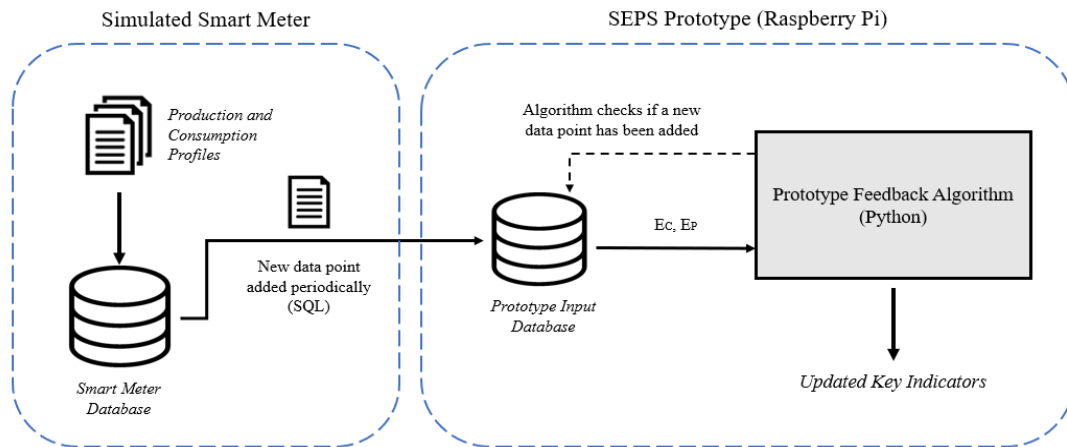 Simulated Smart Meter
SEPS Prototype (Raspberry Pi)
Production and
Consumption
Profiles
New data point
added periodically
(SQL)
Smart Meter
Database
Algorithm checks if a new
data point has been added
Prototype Input
Database
EC, EP
Prototype Feedback Algorithm
(Python)
Updated Key Indicators